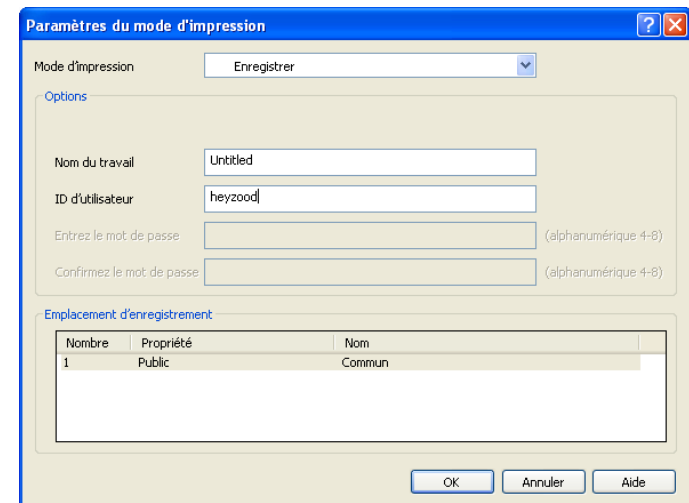 Paramètres du mode d'impression
Mode d'impression Enregistrer
Options
Nom du travail Untitled
ID d'utilisateur heyzood
Entrez le mot de passe (alphanumérique 4-8)
Confirmez le mot de passe (alphanumérique 4-8)
Emplacement d'enregistrement
Nombre Propriété Nom
1 Public Commun
OK Annuler Aide